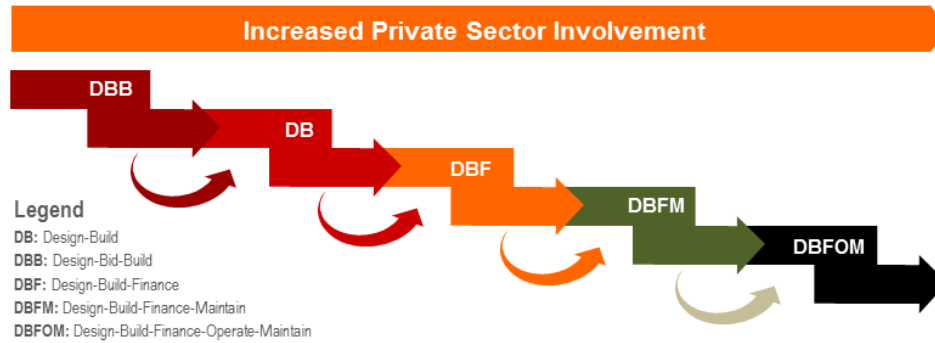 Increased Private Sector Involvement
DBB
DB
DBF
DBFM
DBFOM
Legend
DB: Design-Build
DBB: Design-Bid-Build
DBF: Design-Build-Finance
DBFM: Design-Build-Finance-Maintain
DBFOM: Design-Build-Finance-Operate-Maintain